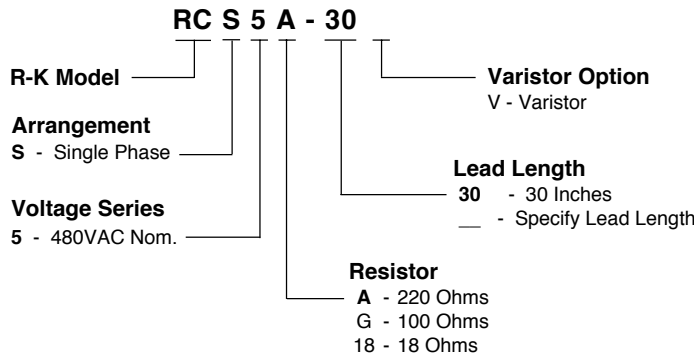 RC S 5 A - 30
R-K Model
Varistor Option
V - Varistor
Arrangement
S - Single Phase
Lead Length
30 - 30 Inches
__ - Specify Lead Length
Voltage Series
5 - 480VAC Nom.
Resistor
A - 220 Ohms
G - 100 Ohms
18 - 18 Ohms